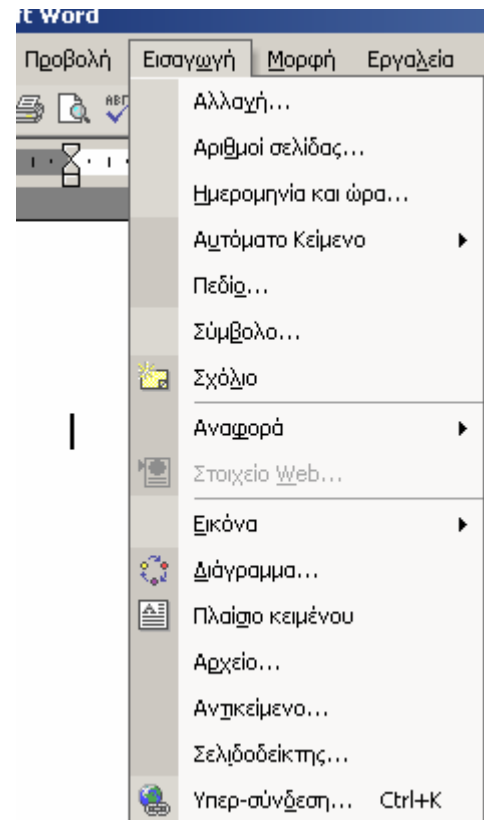 ft Word
Προβολή Εισαγωγή Μορφή Εργαλεία
Αλλαγή...
Αριθμοί σελίδας...
Ημερομηνία και ώρα...
Αυτόματο Κείμενο
Πεδίο...
Σύμβολο...
Σχόλιο
Αναφορά
Στοιχείο Web...
Εικόνα
Διάγραμμα...
Πλαίσιο κειμένου
Αρχείο...
Αντικείμενο...
Σελιδοδείκτης...
Υπερ-σύνδεση... Ctrl+K